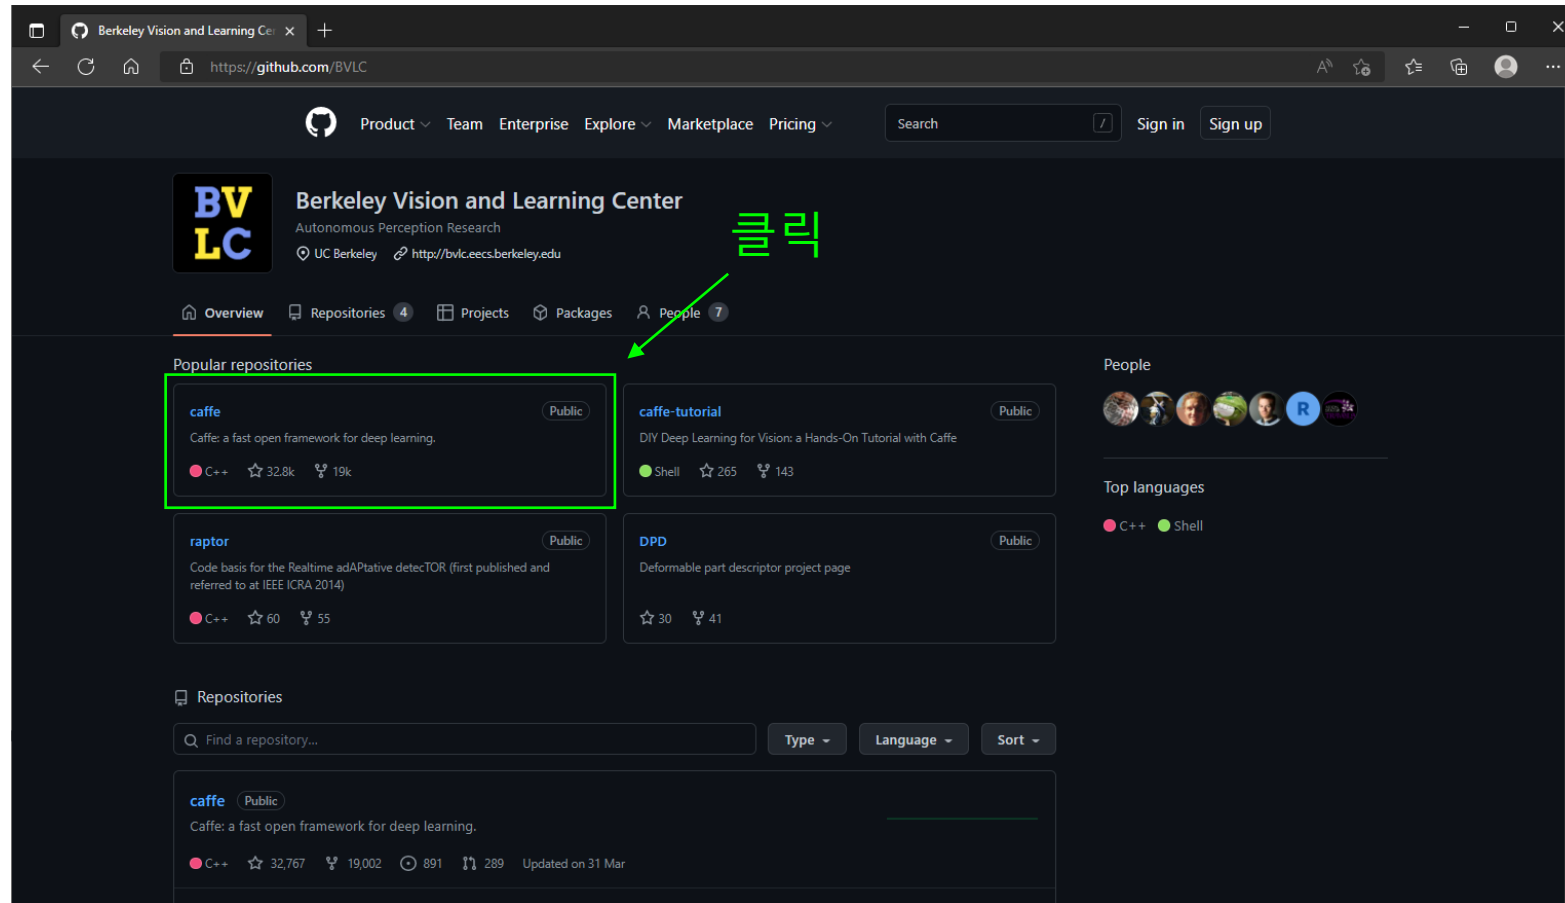 Berkeley Vision and Learning Ce
https://github.com/BVLC
Product Team Enterprise Explore Marketplace Pricing Search / Sign in Sign up
BV
LC
Berkeley Vision and Learning Center
Autonomous Perception Research
UC Berkeley http://bvlc.eecs.berkeley.edu
클릭
Overview Repositories 4 Projects Packages People 7
Popular repositories
caffe Public
Caffe: a fast open framework for deep learning.
C++ 32.8k 19k
caffe-tutorial Public
DIY Deep Learning for Vision: a Hands-On Tutorial with Caffe
Shell 265 143
raptor Public
Code basis for the Realtime adAPtative detecTOR (first published and
referred to at IEEE ICRA 2014)
C++ 60 55
DPD Public
Deformable part descriptor project page
30 41
People
R
Top languages
C++ Shell
Repositories
Find a repository... Type Language Sort
caffe Public
Caffe: a fast open framework for deep learning.
C++ 32,767 19,002 891 289 Updated on 31 Mar